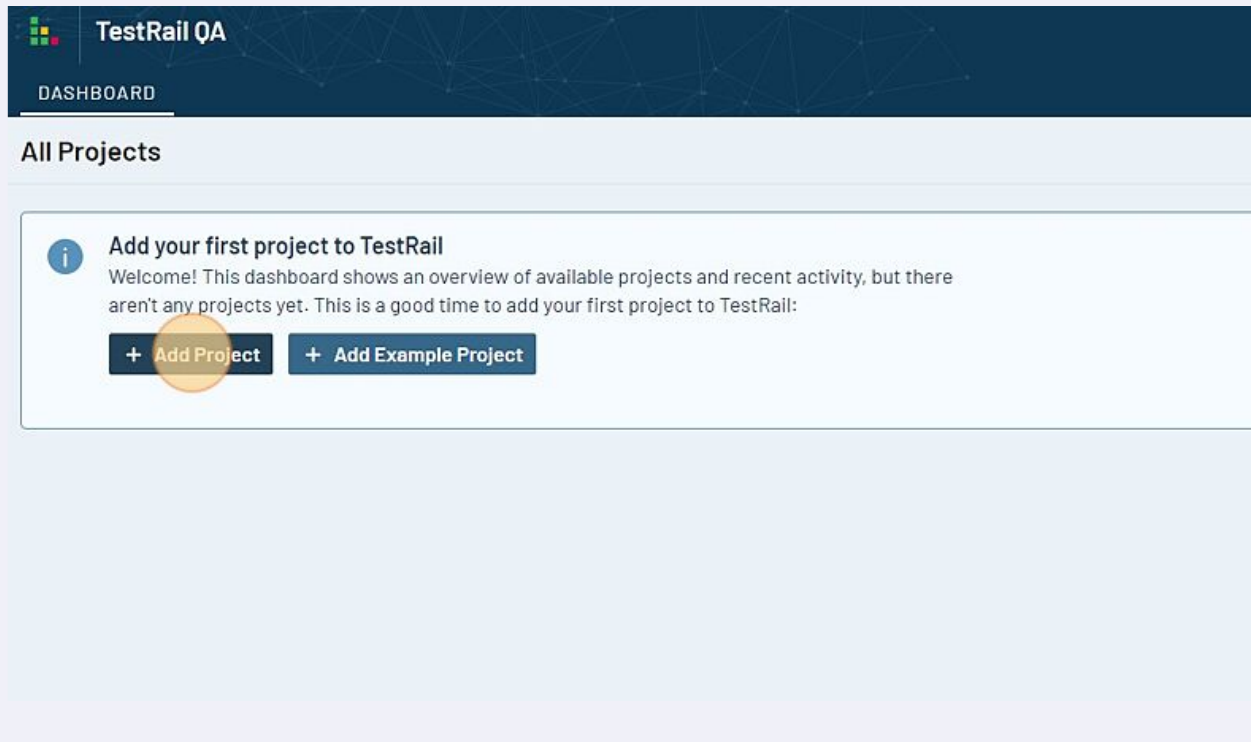 TestRail QA
DASHBOARD
All Projects
Add your first project to TestRail
Welcome! This dashboard shows an overview of available projects and recent activity, but there
aren't any projects yet. This is a good time to add your first project to TestRail:
+ Add Project + Add Example Project